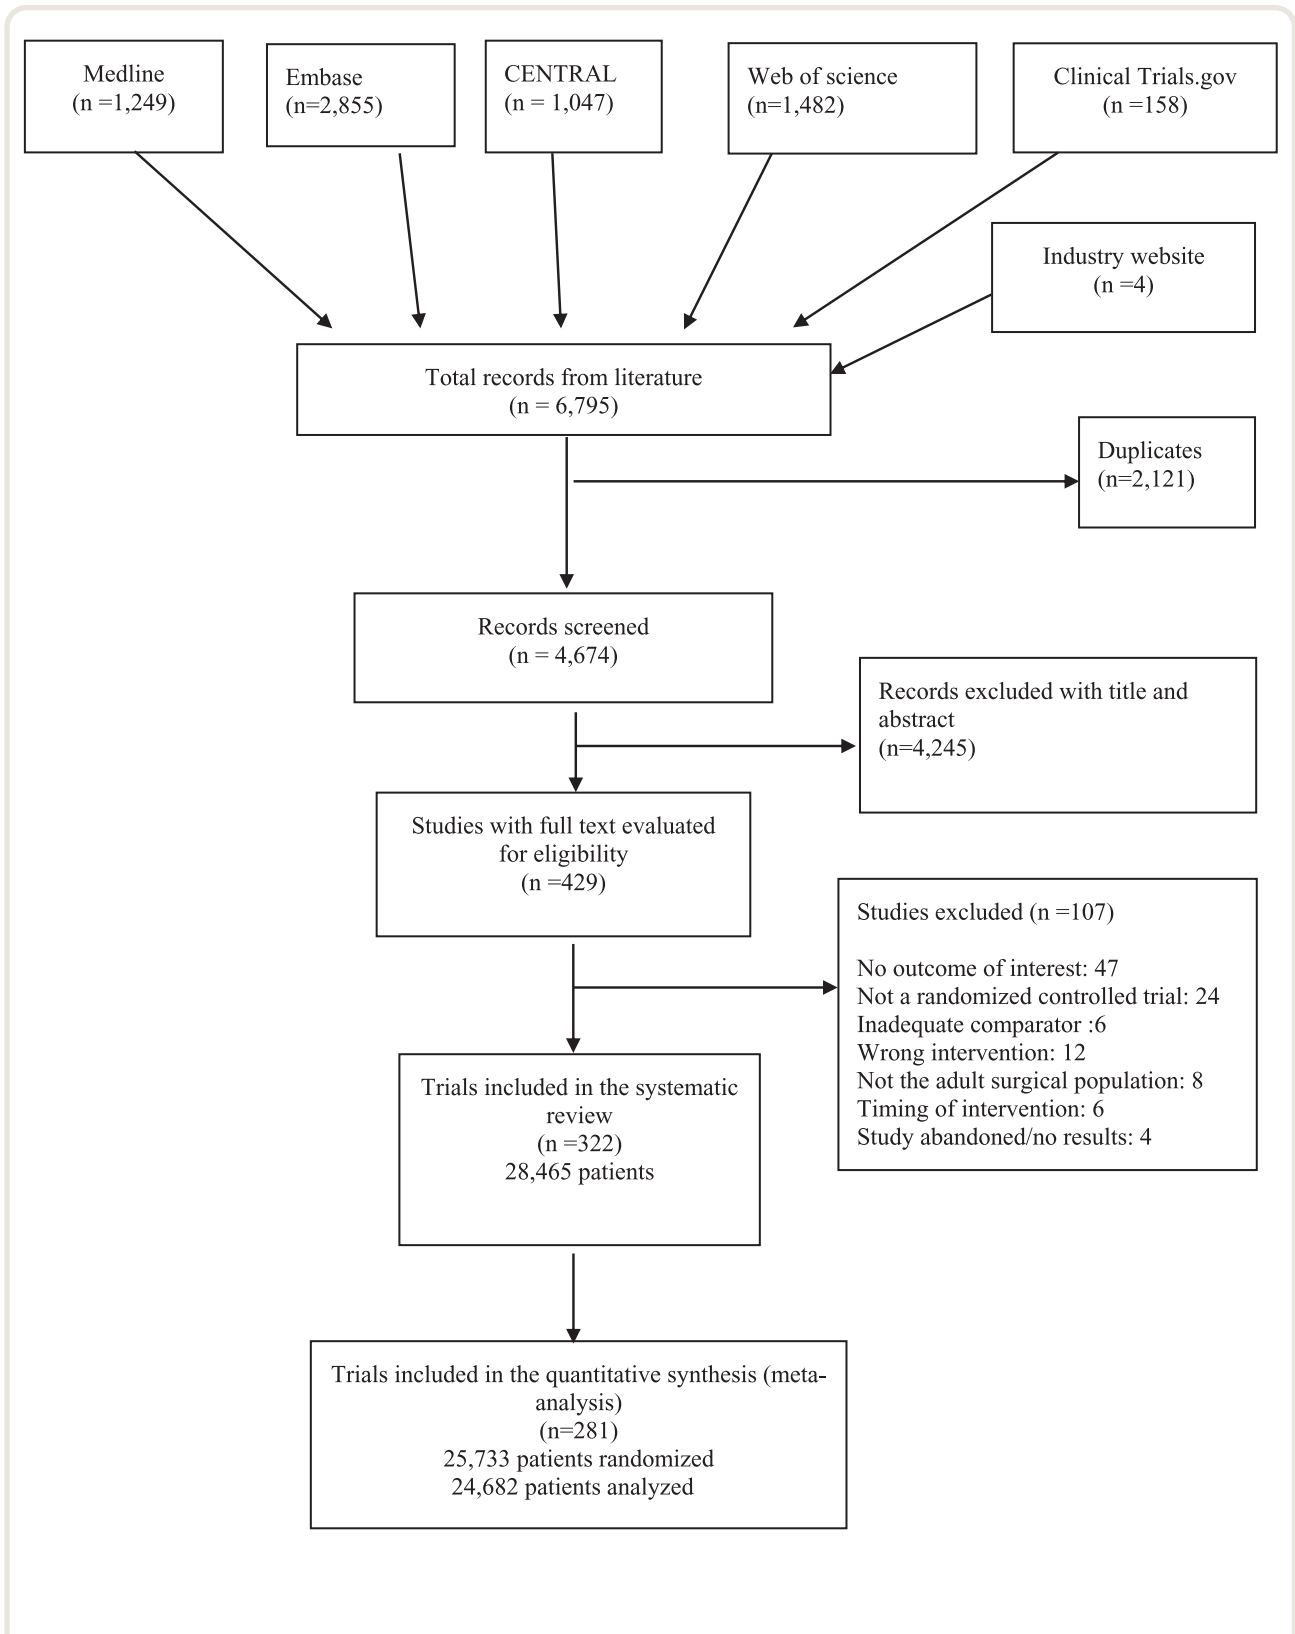 Medline
(n =1,249)
Embase
(n=2,855)
CENTRAL
(n = 1,047)
Web of science
(n=1,482)
Clinical Trials.gov
(n =158)
Industry website
(n =4)
Total records from literature
(n = 6,795)
Duplicates
(n=2,121)
Records screened
(n = 4,674)
Records excluded with title and
abstract
(n=4,245)
Studies with full text evaluated
for eligibility
(n =429)
Studies excluded (n =107)
No outcome of interest: 47
Not a randomized controlled trial: 24
Inadequate comparator :6
Wrong intervention: 12
Not the adult surgical population: 8
Timing of intervention: 6
Study abandoned/no results: 4
Trials included in the systematic
review
(n =322)
28,465 patients
Trials included in the quantitative synthesis (meta-
analysis)
(n=281)
25,733 patients randomized
24,682 patients analyzed